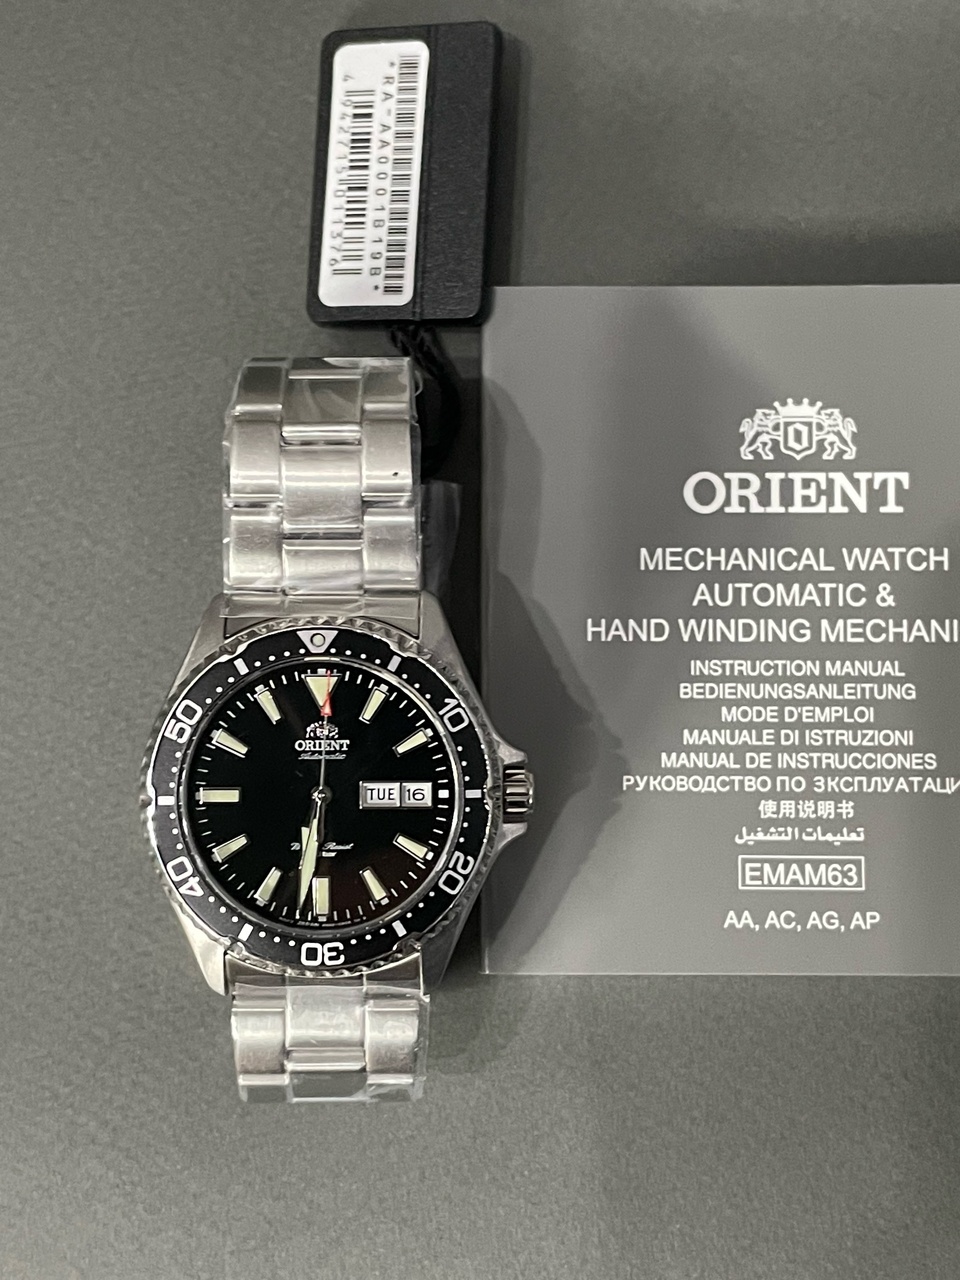 *RA-AA0001B19B*
4942715011376
ORIENT
MECHANICAL WATCH
AUTOMATIC &
HAND WINDING MECHANI
INSTRUCTION MANUAL
BEDIENUNGSANLEITUNG
MODE D'EMPLOI
MANUALE DI ISTRUZIONI
MANUAL DE INSTRUCCIONES
РУКОВОДСТВО ПО ЭКСПЛУАТАЦИ
使用说明书
تعليمات التشغيل
EMAM63
AA, AC, AG, AP
10
20
30
40
50
ORIENT
Automatic
TUE 16
Resist